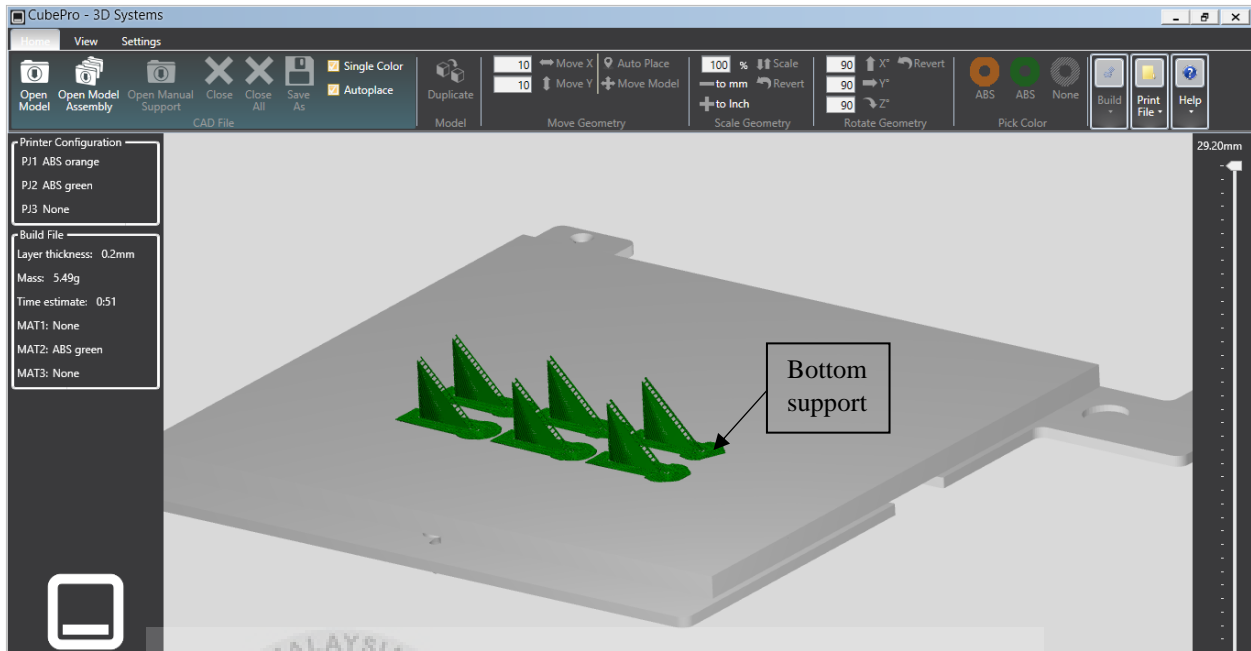 CubePro - 3D Systems
Home View Settings
Open Model
Open Model Assembly
Open Manual Support
Close
Close All
Save As
Single Color
Autoplace
CAD File
Duplicate
Model
10 Move X Auto Place
10 Move Y Move Model
Move Geometry
100 % Scale
to mm Revert
to Inch
Scale Geometry
90 X° Revert
90 Y°
90 Z°
Rotate Geometry
ABS ABS None
Pick Color
Build
Print File
Help
Printer Configuration
PJ1 ABS orange
PJ2 ABS green
PJ3 None
Build File
Layer thickness: 0.2mm
Mass: 5.49g
Time estimate: 0:51
MAT1: None
MAT2: ABS green
MAT3: None
29.20mm
Bottom
support